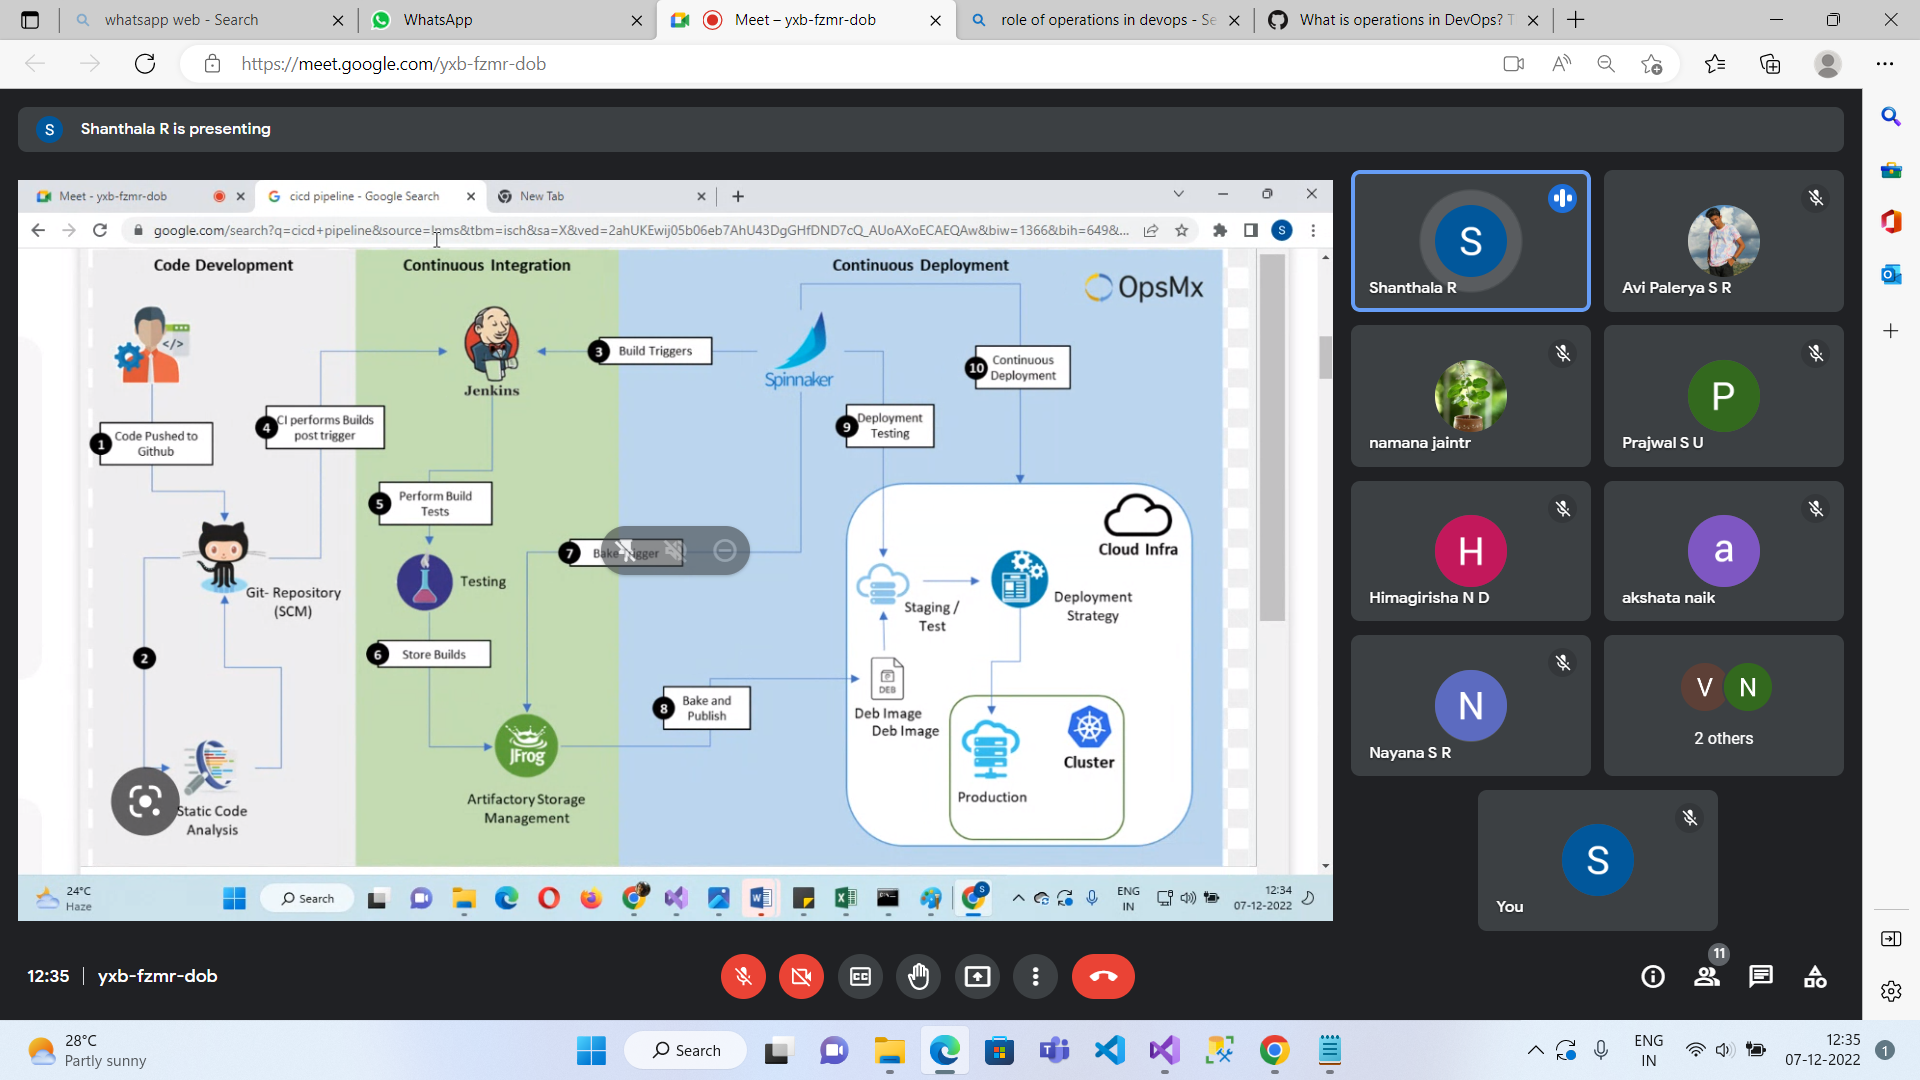 whatsapp web - Search
WhatsApp
Meet – yxb-fzmr-dob
role of operations in devops - Se
What is operations in DevOps? T
https://meet.google.com/yxb-fzmr-dob
S
Shanthala R is presenting
Meet - yxb-fzmr-dob
cicd pipeline - Google Search
New Tab
google.com/search?q=cicd+pipeline&source=lnms&tbm=isch&sa=X&ved=2ahUKEwij05b06eb7AhU43DgGHfDND7cQ_AUoAXoECAEQAw&biw=1366&bih=649&...
S
Code Development
Continuous Integration
Continuous Deployment
OpsMx
</>
Jenkins
3
Build Triggers
Spinnaker
10
Continuous
Deployment
1
Code Pushed to
Github
4
CI performs Builds
post trigger
9
Deployment
Testing
5
Perform Build
Tests
Cloud Infra
7
Git- Repository
(SCM)
Testing
Staging /
Test
Deployment
Strategy
2
6
Store Builds
8
Bake and
Publish
DEB
Deb Image
Deb Image
JFrog
Cluster
Production
Artifactory Storage
Management
Static Code
Analysis
24°C
Haze
Search
ENG
IN
12:34
07-12-2022
S
S
Shanthala R
Avi Palerya S R
namana jaintr
P
Prajwal S U
H
Himagirisha N D
a
akshata naik
N
Nayana S R
V
N
2 others
S
You
12:35
yxb-fzmr-dob
CC
11
28°C
Partly sunny
Search
ENG
IN
12:35
07-12-2022
1